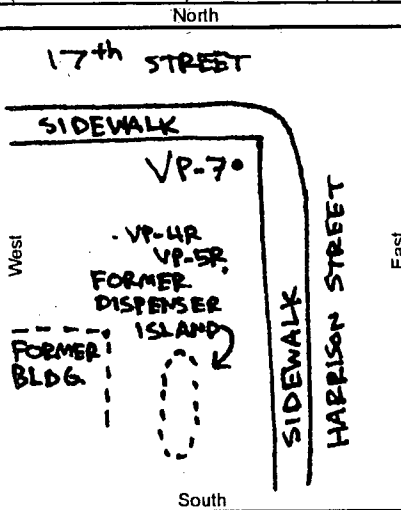 North
17th STREET
SIDEWALK
VP-7
VP-4R
VP-5R
FORMER
DISPENSER
ISLAND
FORMER
BLDG.
West
East
SIDEWALK
HARRISON STREET
South